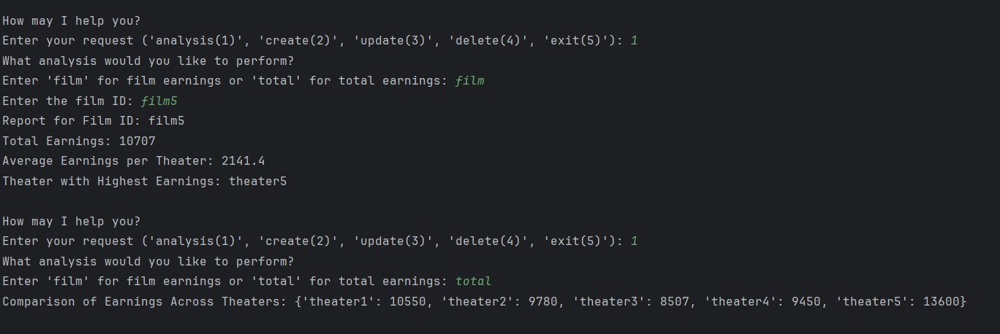 How may I help you?
Enter your request ('analysis(1)', 'create(2)', 'update(3)', 'delete(4)', 'exit(5)'): 1
What analysis would you like to perform?
Enter 'film' for film earnings or 'total' for total earnings: film
Enter the film ID: film5
Report for Film ID: film5
Total Earnings: 10707
Average Earnings per Theater: 2141.4
Theater with Highest Earnings: theater5
How may I help you?
Enter your request ('analysis(1)', 'create(2)', 'update(3)', 'delete(4)', 'exit(5)'): 1
What analysis would you like to perform?
Enter 'film' for film earnings or 'total' for total earnings: total
Comparison of Earnings Across Theaters: {'theater1': 10550, 'theater2': 9780, 'theater3': 8507, 'theater4': 9450, 'theater5': 13600}